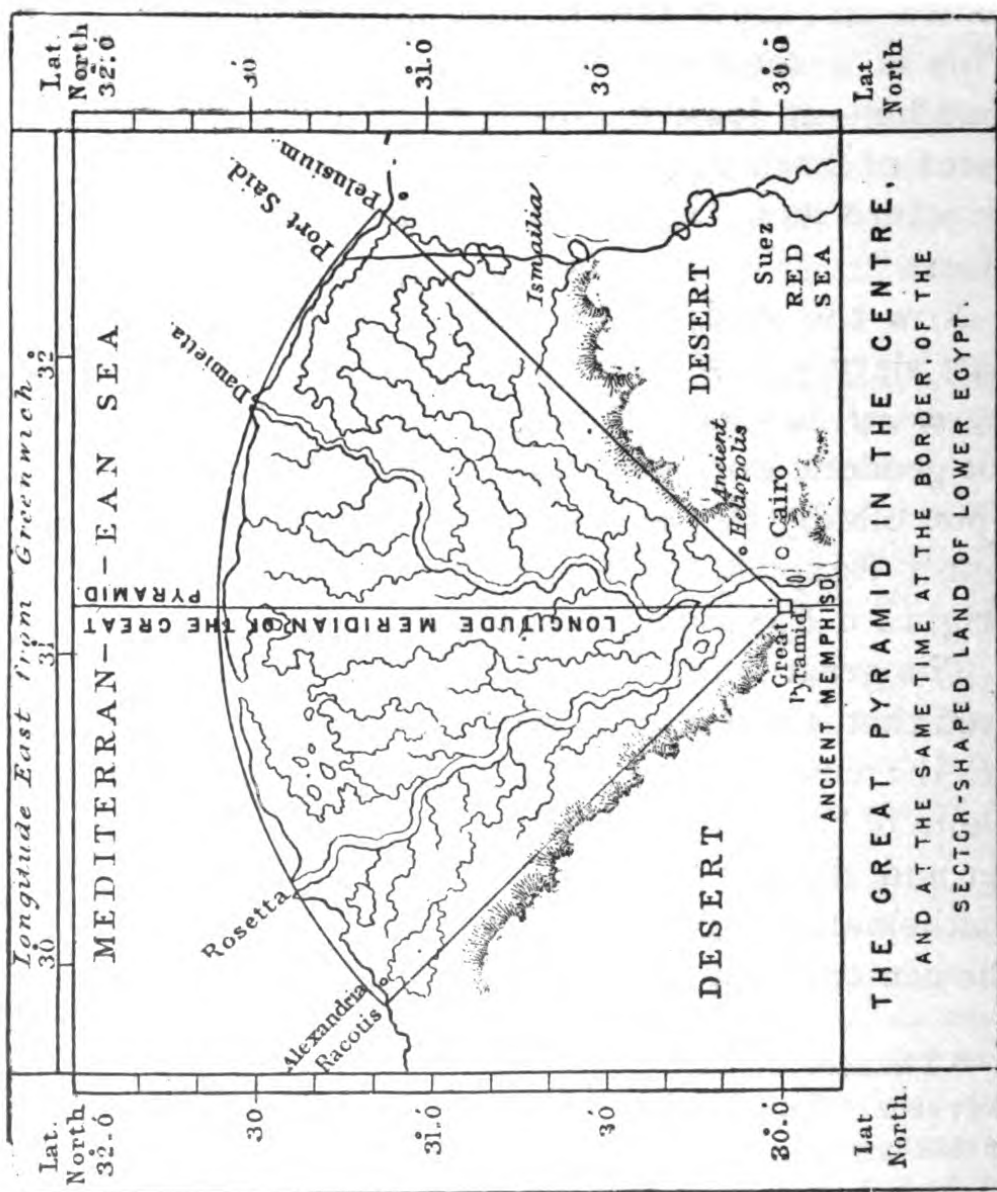 Longitude East from Greenwich
30°
31°
32°
Lat.
North
32°.0'
30'
31°.0'
30'
30°.0'
Lat
North
Lat.
North
32°.0'
30'
31°.0'
30'
30°.0'
Lat
North.
MEDITERRAN-EAN SEA
Alexandria
Racotis
Rosetta
Damietta
Port Said
Pelusium
LONGITUDE MERIDIAN OF THE GREAT PYRAMID
Ismailia
DESERT
DESERT
Suez
RED
SEA
Ancient
Heliopolis
Cairo
Great
Pyramid
ANCIENT MEMPHIS
THE GREAT PYRAMID IN THE CENTRE,
AND AT THE SAME TIME AT THE BORDER OF THE
SECTOR-SHAPED LAND OF LOWER EGYPT.